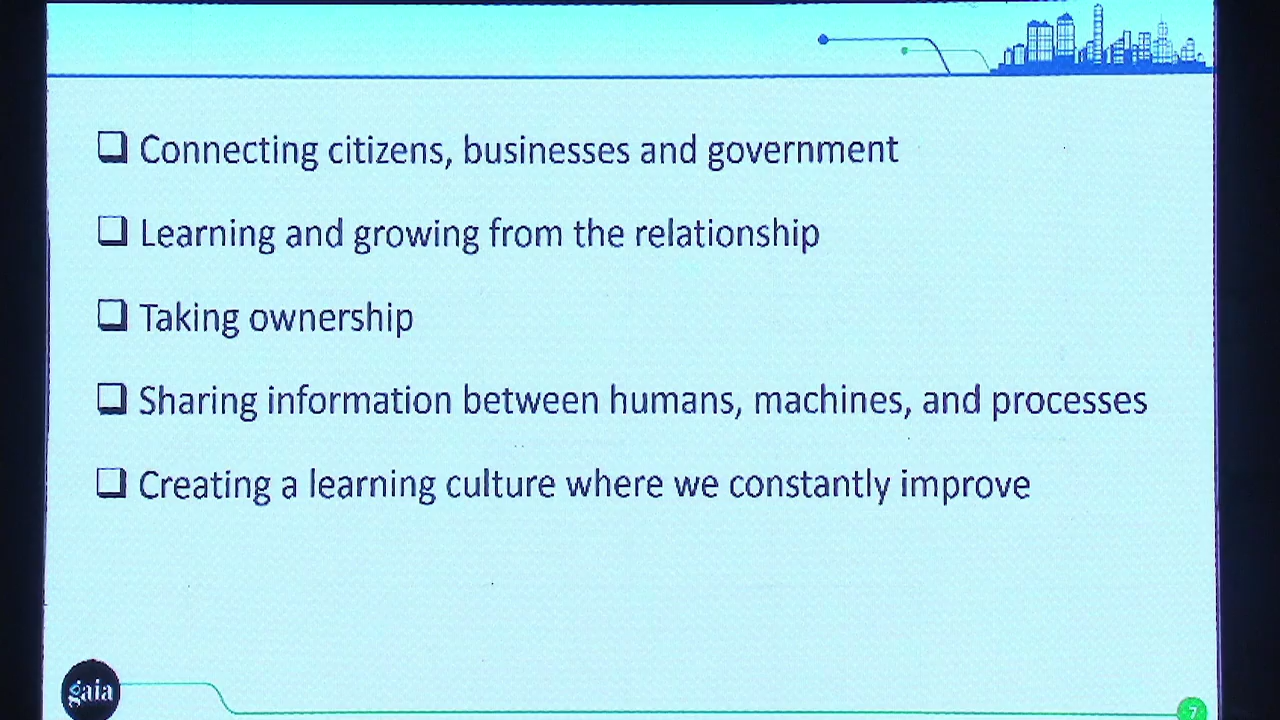 Connecting citizens, businesses and government
Learning and growing from the relationship
Taking ownership
Sharing information between humans, machines, and processes
Creating a learning culture where we constantly improve
gaia
7